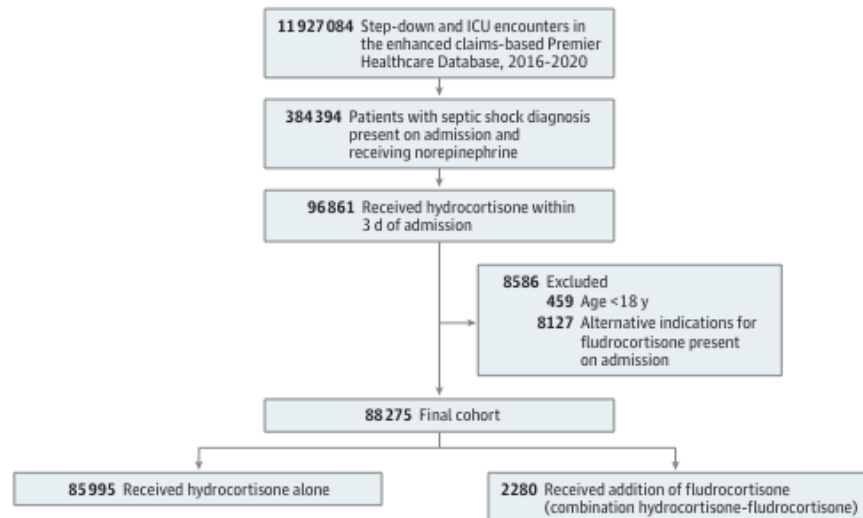 11927084 Step-down and ICU encounters in
the enhanced claims-based Premier
Healthcare Database, 2016-2020
384394 Patients with septic shock diagnosis
present on admission and
receiving norepinephrine
96861 Received hydrocortisone within
3 d of admission
8586 Excluded
459 Age <18 y
8127 Alternative indications for
fludrocortisone present
on admission
88275 Final cohort
85995 Received hydrocortisone alone
2280 Received addition of fludrocortisone
(combination hydrocortisone-fludrocortisone)